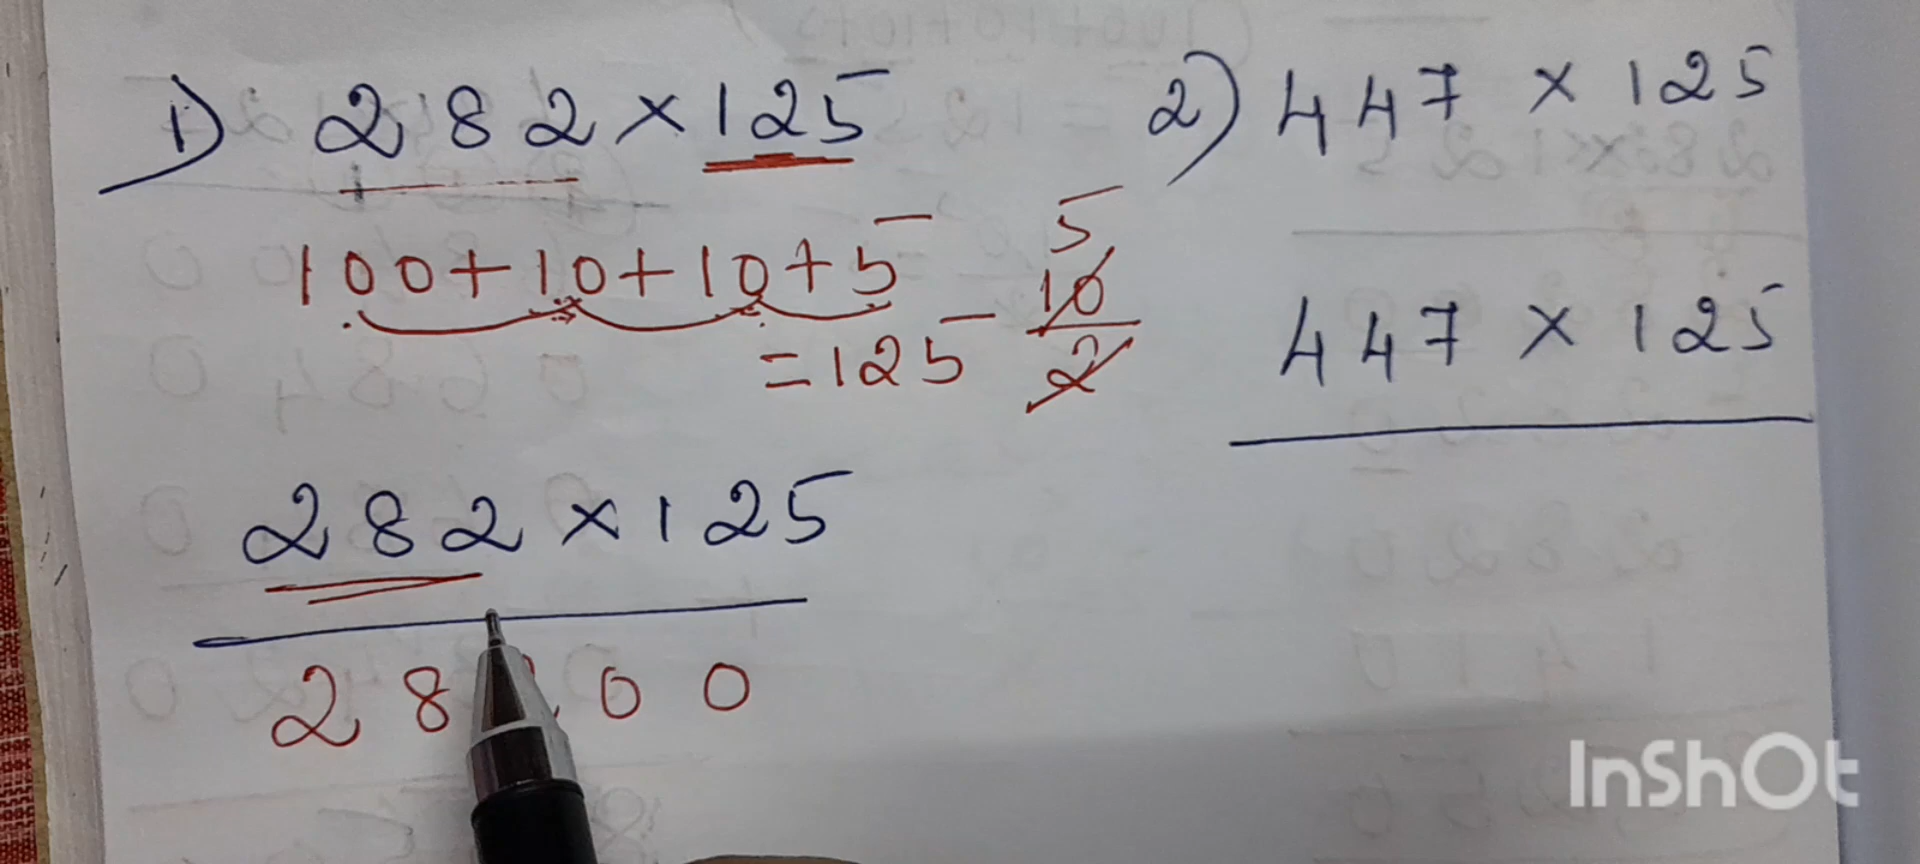 1) 282 × 125
100 + 10 + 10 + 5
= 125
5
10
2
282 × 125
28 00
2) 447 × 125
447 × 125
InShOt